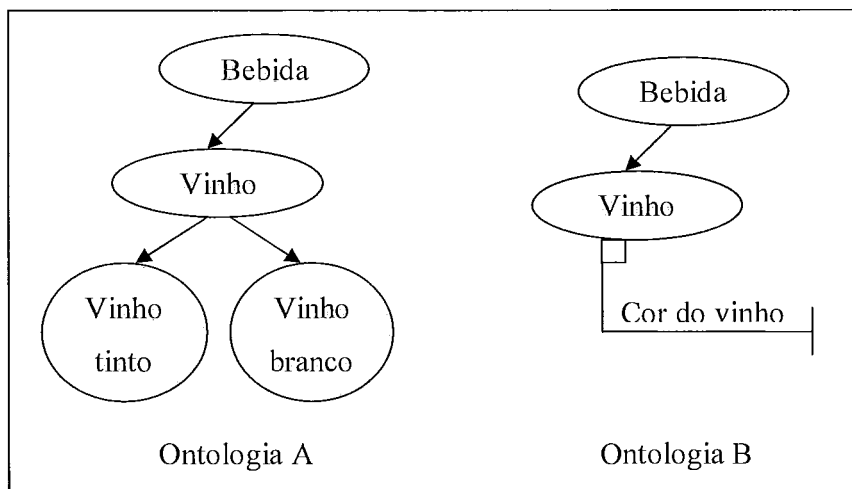 Bebida
Vinho
Vinho
tinto
Vinho
branco
Ontologia A
Bebida
Vinho
Cor do vinho
Ontologia B